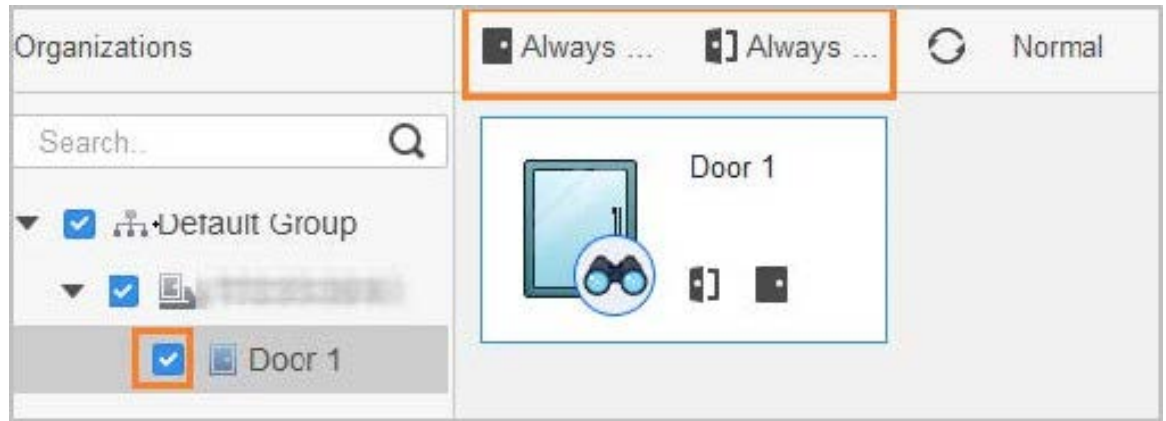 Organizations
Always ... Always ... Normal
Search..
Door 1
Default Group
Door 1